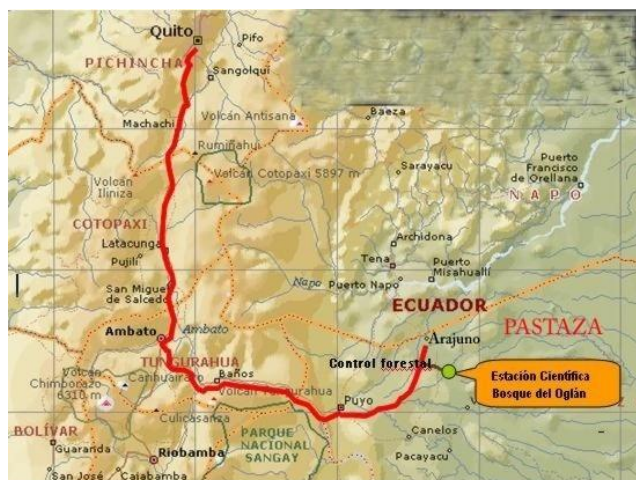 Quito
Pifo
PICHINCHA
Sangolquí
Volcán Antisana
Machachi
Baeza
Rumiñahui
Volcán Cotopaxi 5897 m
Volcán
Iliniza
Sarayacu
Puerto
Francisco
de Orellana
NAPO
COTOPAXI
Latacunga
Pujilí
Archidona
Tena
Puerto
Misahuallí
Puerto Napo
Napo
San Miguel
de Salcedo
ECUADOR
PASTAZA
Ambato
Ambato
Arajuno
TUNGURAHUA
Control forestal
Baños
Volcán
Chimborazo
6310 m
Carihuairazo
Volcán Tungurahua
Estación Científica
Bosque del Oglán
Puyo
Culicasanza
BOLÍVAR
PARQUE
NACIONAL
SANGAY
Canelos
Guaranda
Riobamba
Pacayacu
San José
Cajabamba